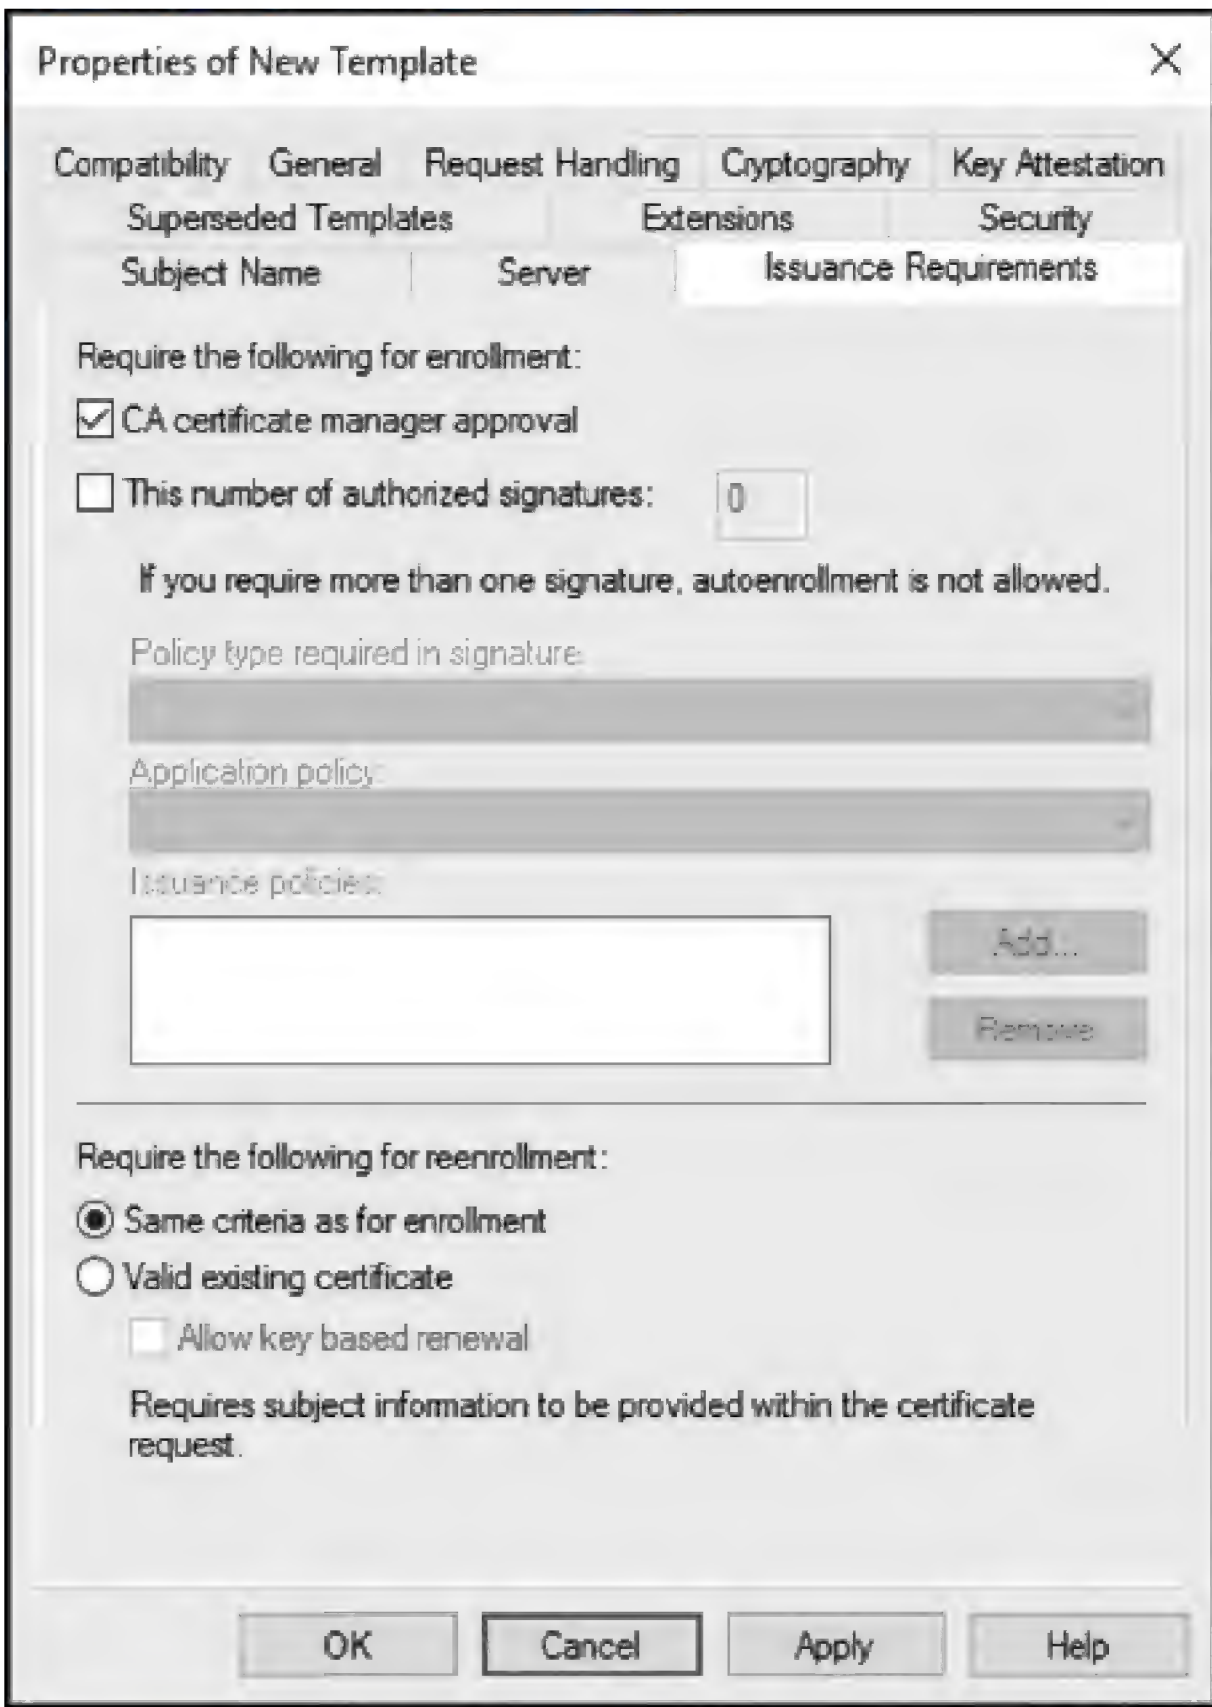 Properties of New Template
Compatibility General Request Handling Cryptography Key Attestation
Superseded Templates Extensions Security
Subject Name Server Issuance Requirements
Require the following for enrollment:
CA certificate manager approval
This number of authorized signatures: 0
If you require more than one signature, autoenrollment is not allowed.
Policy type required in signature:
Application policy:
Issuance policies:
Add...
Remove
Require the following for reenrollment:
Same criteria as for enrollment
Valid existing certificate
Allow key based renewal
Requires subject information to be provided within the certificate
request.
OK Cancel Apply Help